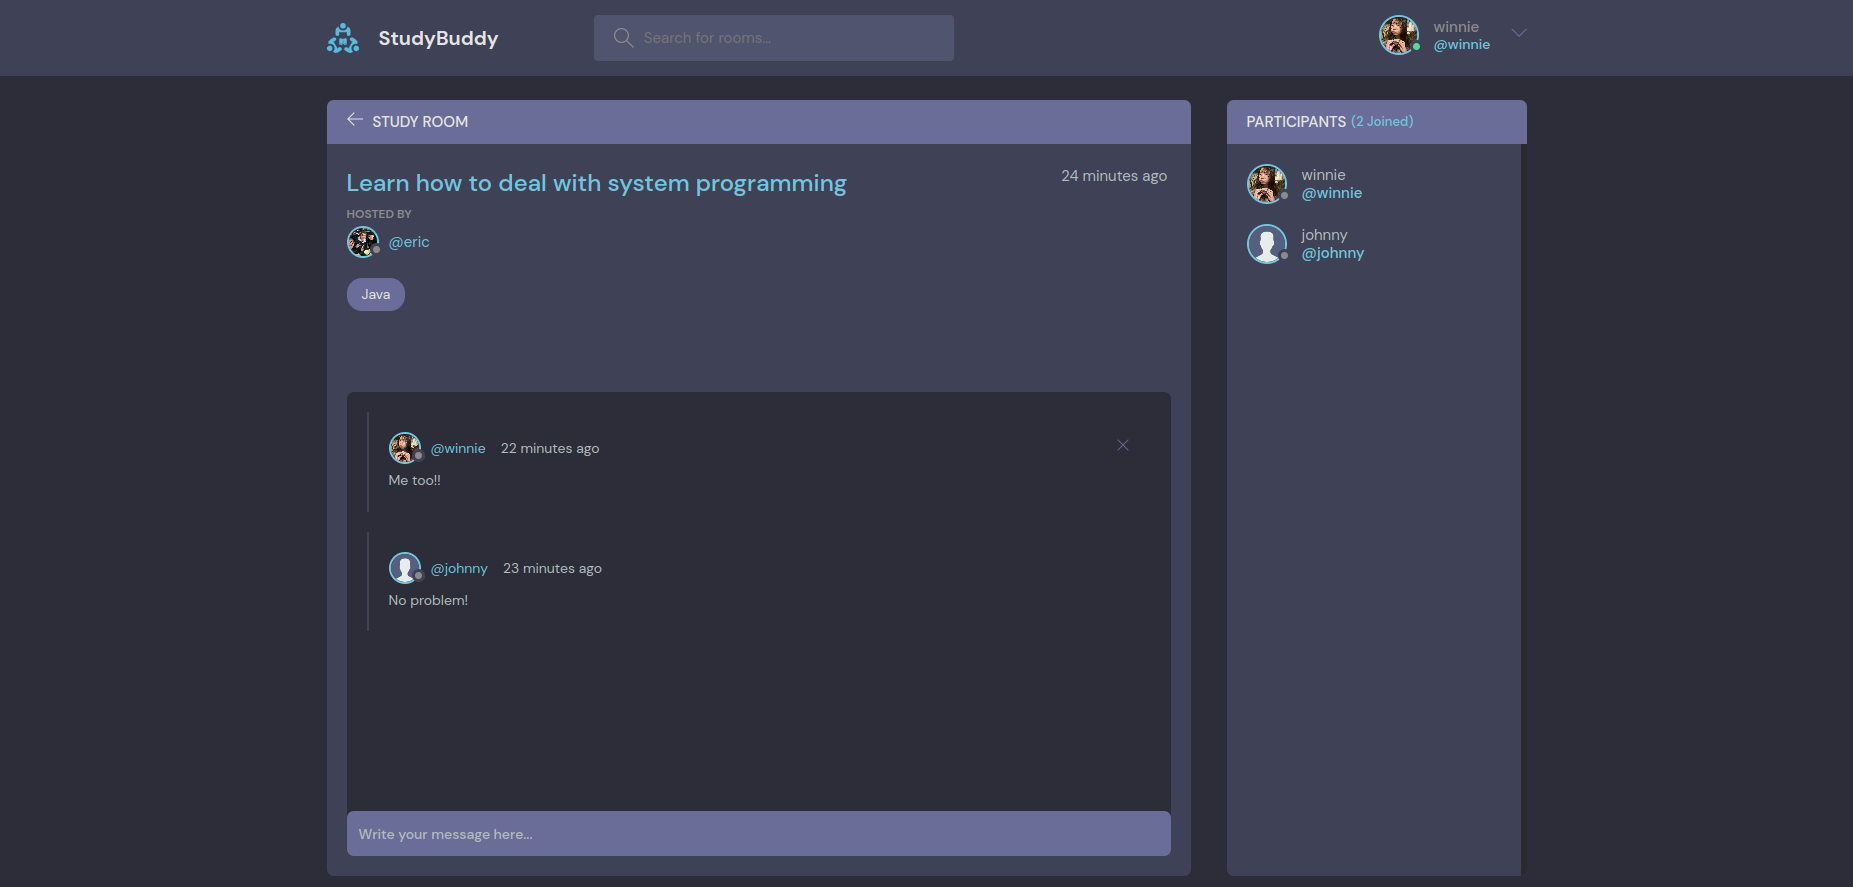 StudyBuddy
Search for rooms...
winnie
@winnie
STUDY ROOM
Learn how to deal with system programming
24 minutes ago
HOSTED BY
@eric
Java
@winnie 22 minutes ago
Me too!!
@johnny 23 minutes ago
No problem!
Write your message here...
PARTICIPANTS (2 Joined)
winnie
@winnie
johnny
@johnny